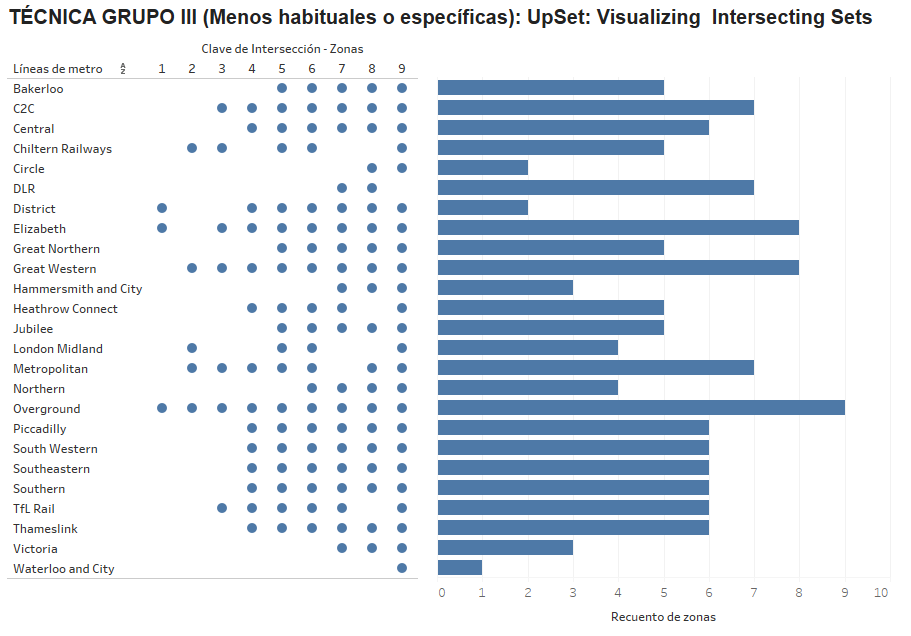 TÉCNICA GRUPO III (Menos habituales o específicas): UpSet: Visualizing Intersecting Sets
Clave de Intersección - Zonas
Líneas de metro 1 2 3 4 5 6 7 8 9
Bakerloo
C2C
Central
Chiltern Railways
Circle
DLR
District
Elizabeth
Great Northern
Great Western
Hammersmith and City
Heathrow Connect
Jubilee
London Midland
Metropolitan
Northern
Overground
Piccadilly
South Western
Southeastern
Southern
TfL Rail
Thameslink
Victoria
Waterloo and City
0 1 2 3 4 5 6 7 8 9 10
Recuento de zonas